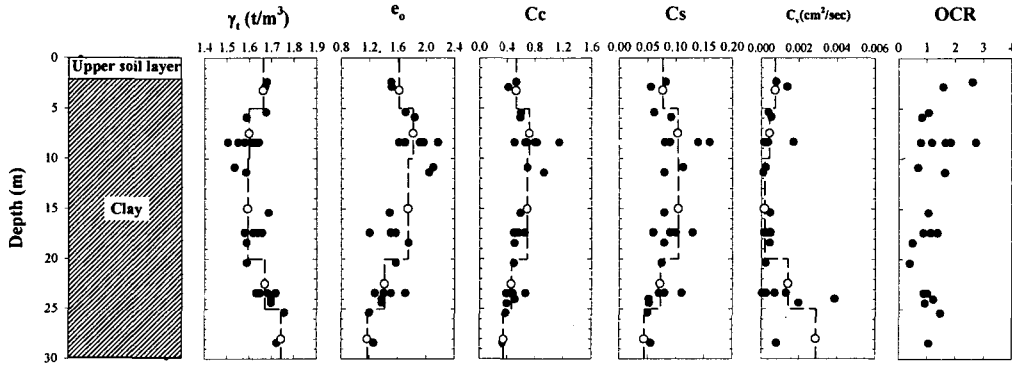 γt (t/m³) eo Cc Cs Cv(cm²/sec) OCR
1.4 1.5 1.6 1.7 1.8 1.9 0.6 1.2 1.8 2.4 0.0 0.4 0.8 1.2 1.6 0.00 0.05 0.10 0.15 0.20 0.000 0.002 0.004 0.006 0 1 2 3 4
0
Upper soil layer
5
10
Depth (m)
Clay
15
20
25
30